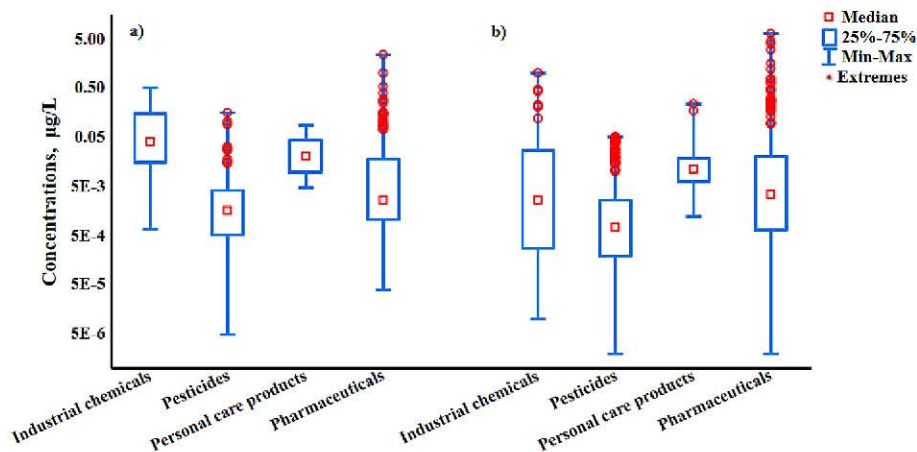 a)
b)
Median
25%-75%
Min-Max
Extremes
Concentrations, µg/L
5.00
0.50
0.05
5E-3
5E-4
5E-5
5E-6
Industrial chemicals
Pesticides
Personal care products
Pharmaceuticals
Industrial chemicals
Pesticides
Personal care products
Pharmaceuticals